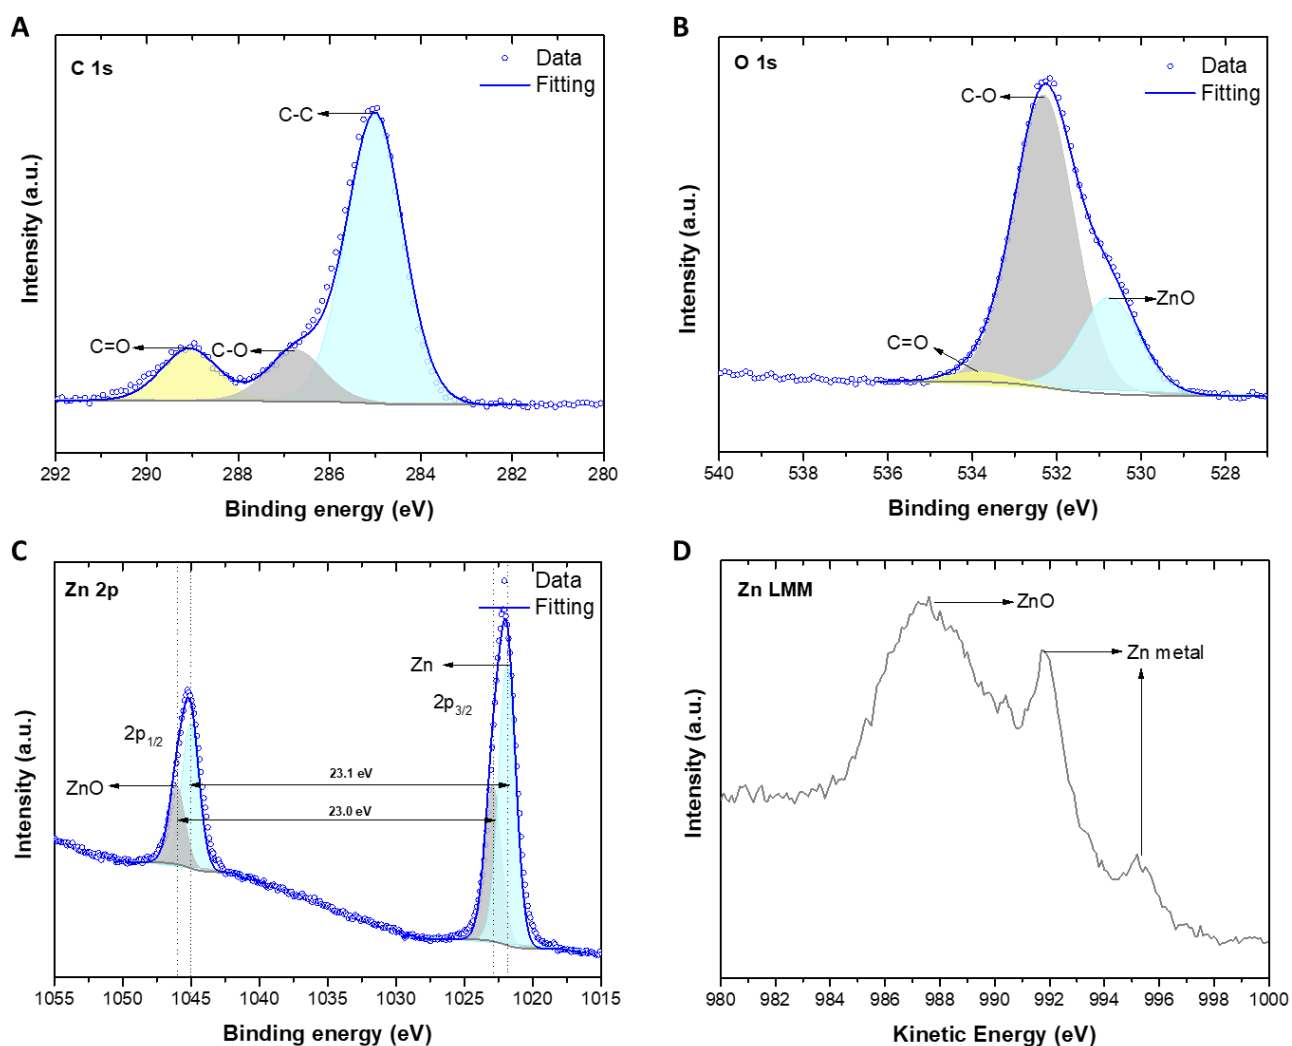 A
C 1s
Data
Fitting
C-C
C=O
C-O
Intensity (a.u.)
292 290 288 286 284 282 280
Binding energy (eV)
B
O 1s
Data
Fitting
C-O
ZnO
C=O
Intensity (a.u.)
540 538 536 534 532 530 528
Binding energy (eV)
C
Zn 2p
Data
Fitting
Zn
2p3/2
2p1/2
ZnO
23.1 eV
23.0 eV
Intensity (a.u.)
1055 1050 1045 1040 1035 1030 1025 1020 1015
Binding energy (eV)
D
Zn LMM
ZnO
Zn metal
Intensity (a.u.)
980 982 984 986 988 990 992 994 996 998 1000
Kinetic Energy (eV)